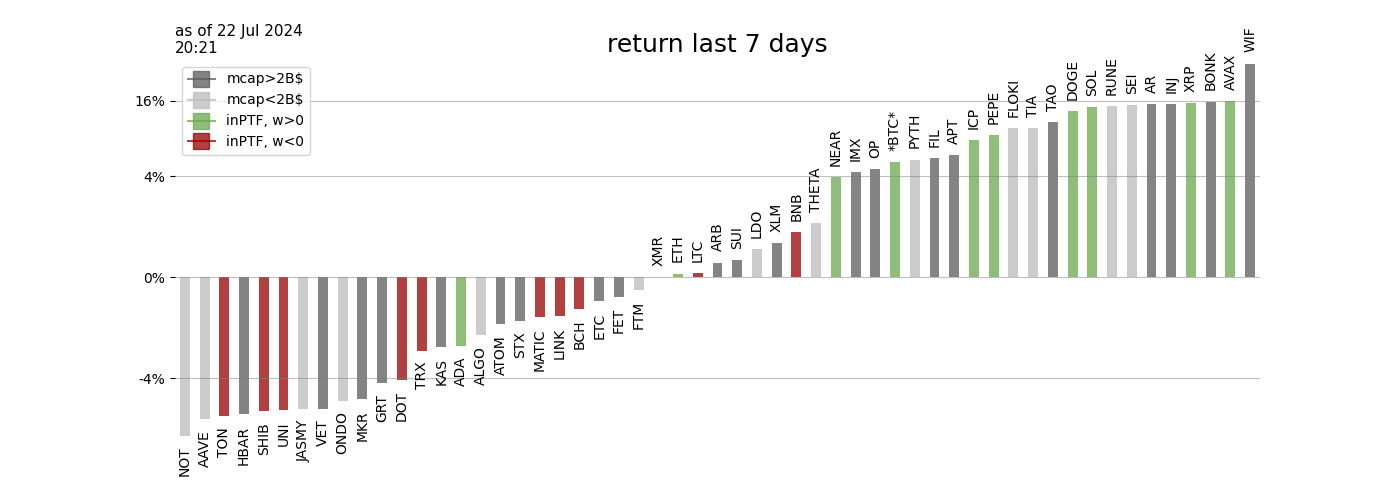 as of 22 Jul 2024
20:21
return last 7 days
mcap>2B$
mcap<2B$
inPTF, w>0
inPTF, w<0
16%
4%
0%
-4%
NOT
AAVE
TON
HBAR
SHIB
UNI
JASMY
VET
ONDO
MKR
GRT
DOT
TRX
KAS
ADA
ALGO
ATOM
STX
MATIC
LINK
BCH
ETC
FET
FTM
XMR
ETH
LTC
ARB
SUI
LDO
XLM
BNB
THETA
NEAR
IMX
OP
*BTC*
PYTH
FIL
APT
ICP
PEPE
FLOKI
TIA
TAO
DOGE
SOL
RUNE
SEI
AR
INJ
XRP
BONK
AVAX
WIF